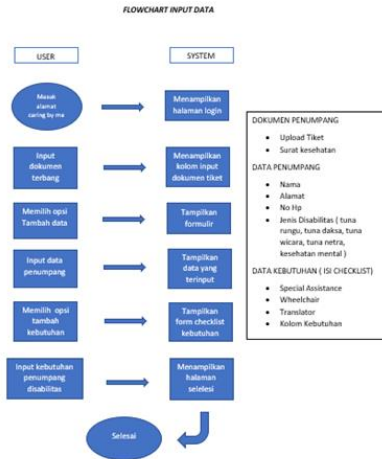 FLOWCHART INPUT DATA
USER
SYSTEM
Masuk
alamat
caring by me
Menampilkan
halaman login
Input
dokumen
terbang
Menampilkan
kolom input
dokumen tiket
Memilih opsi
Tambah data
Tampilkan
formulir
Input data
penumpang
Tampilkan
data yang
terinput
Memilih opsi
tambah
kebutuhan
Tampilkan
form checklist
kebutuhan
Input kebutuhan
penumpang
disabilitas
Menampilkan
halaman
selelesi
Selesai
DOKUMEN PENUMPANG
• Upload Tiket
• Surat kesehatan
DATA PENUMPANG
• Nama
• Alamat
• No Hp
• Jenis Disabilitas ( tuna
rungu, tuna daksa, tuna
wicara, tuna netra,
kesehatan mental )
DATA KEBUTUHAN ( ISI CHECKLIST)
• Special Assistance
• Wheelchair
• Translator
• Kolom Kebutuhan